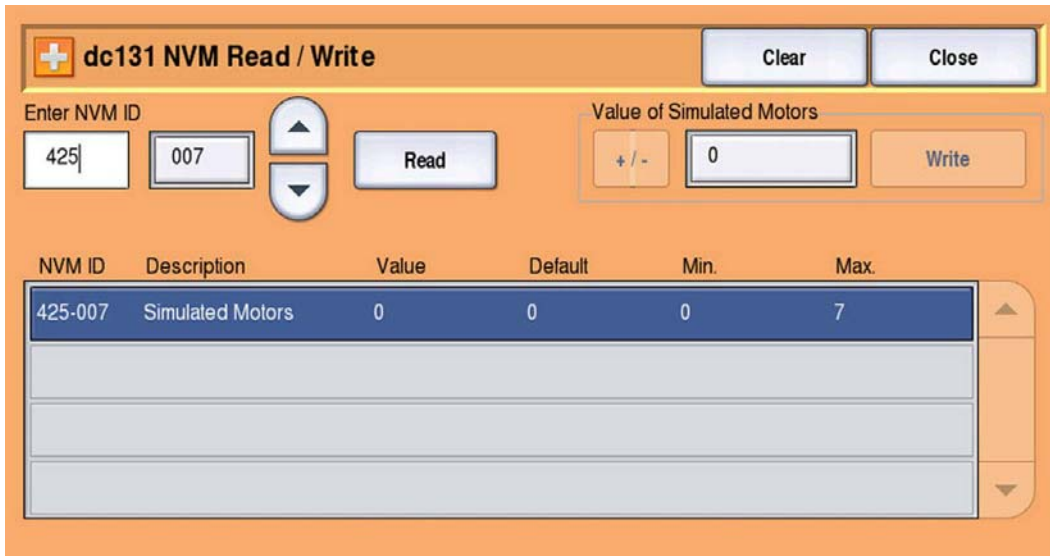 dc131 NVM Read / Write Clear Close
Enter NVM ID Value of Simulated Motors
425 007 Read + / - 0 Write
NVM ID Description Value Default Min. Max.
425-007 Simulated Motors 0 0 0 7